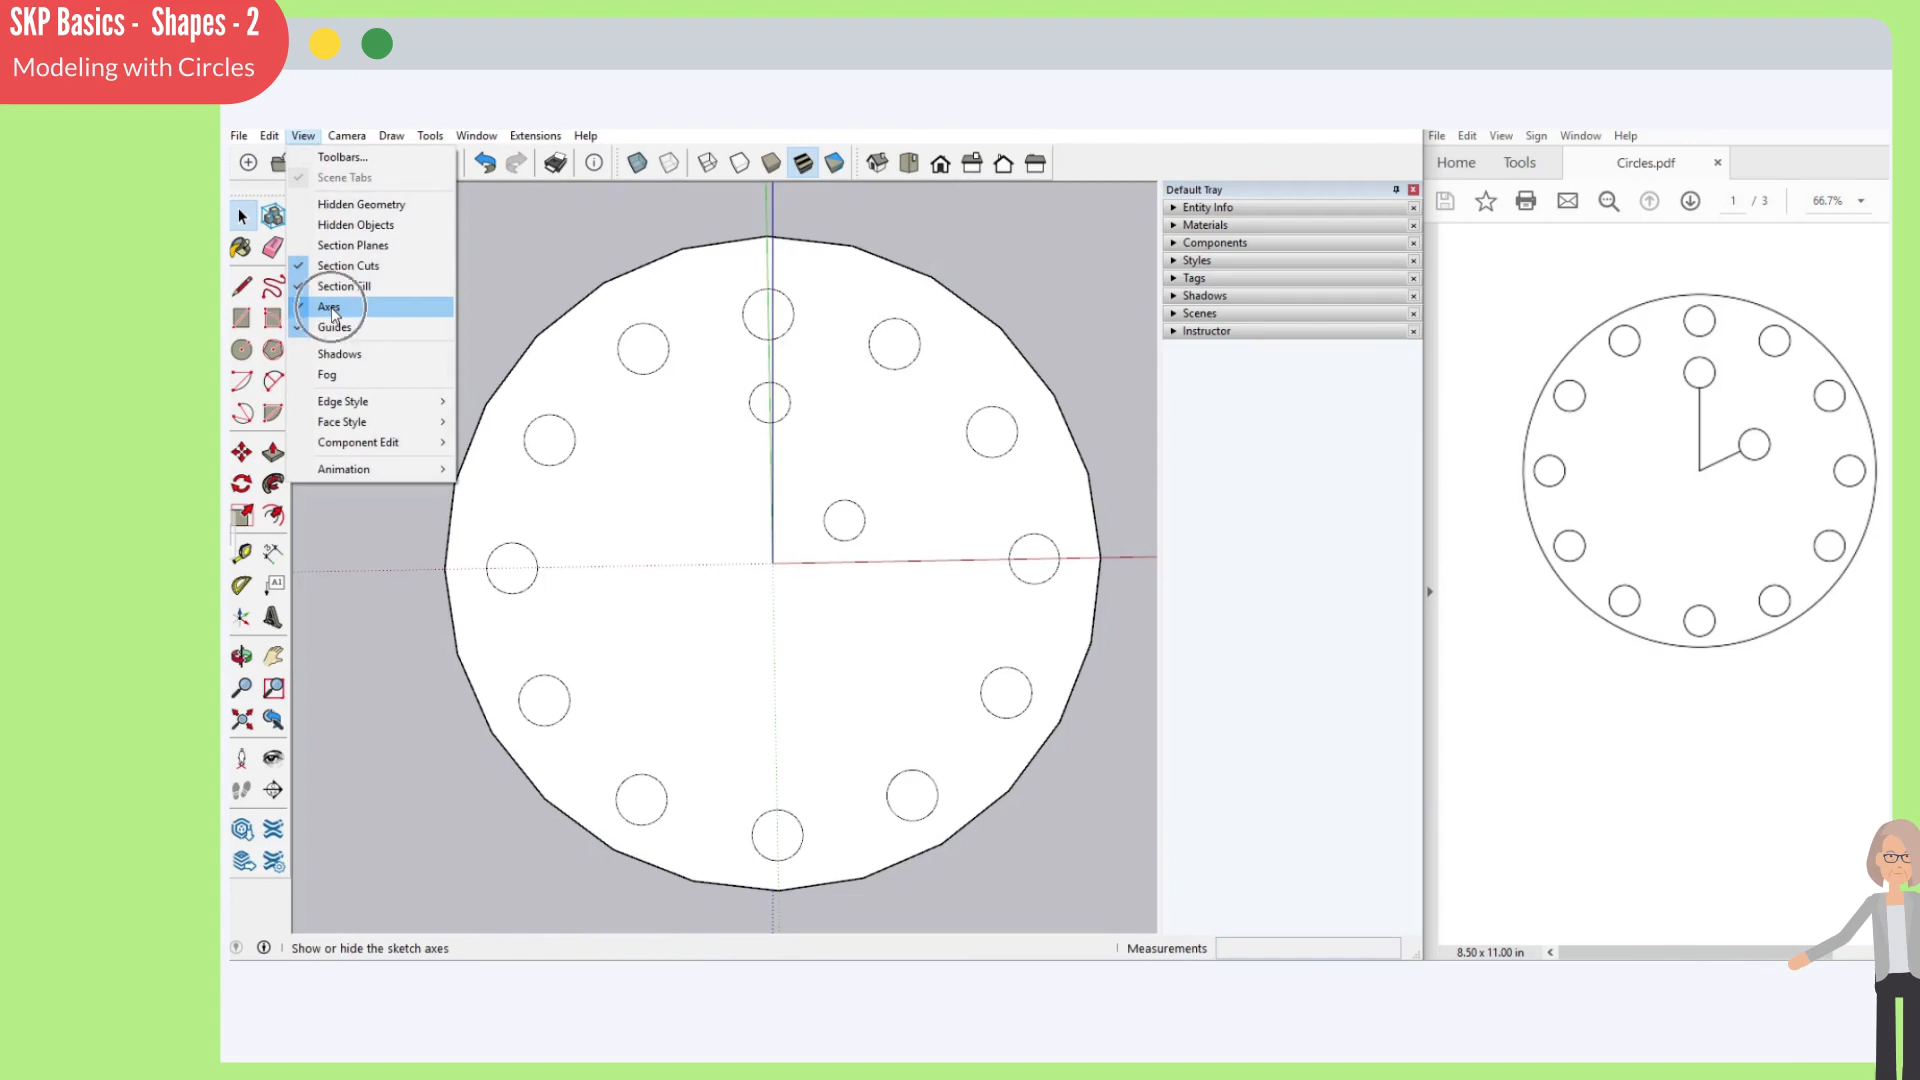 SKP Basics - Shapes - 2
Modeling with Circles
File Edit View Camera Draw Tools Window Extensions Help
Toolbars...
Scene Tabs
Hidden Geometry
Hidden Objects
Section Planes
Section Cuts
Section Fill
Axes
Guides
Shadows
Fog
Edge Style
Face Style
Component Edit
Animation
A1
Default Tray
Entity Info
Materials
Components
Styles
Tags
Shadows
Scenes
Instructor
Show or hide the sketch axes
Measurements
File Edit View Sign Window Help
Home Tools Circles.pdf
1 / 3 66.7%
8.50 x 11.00 in